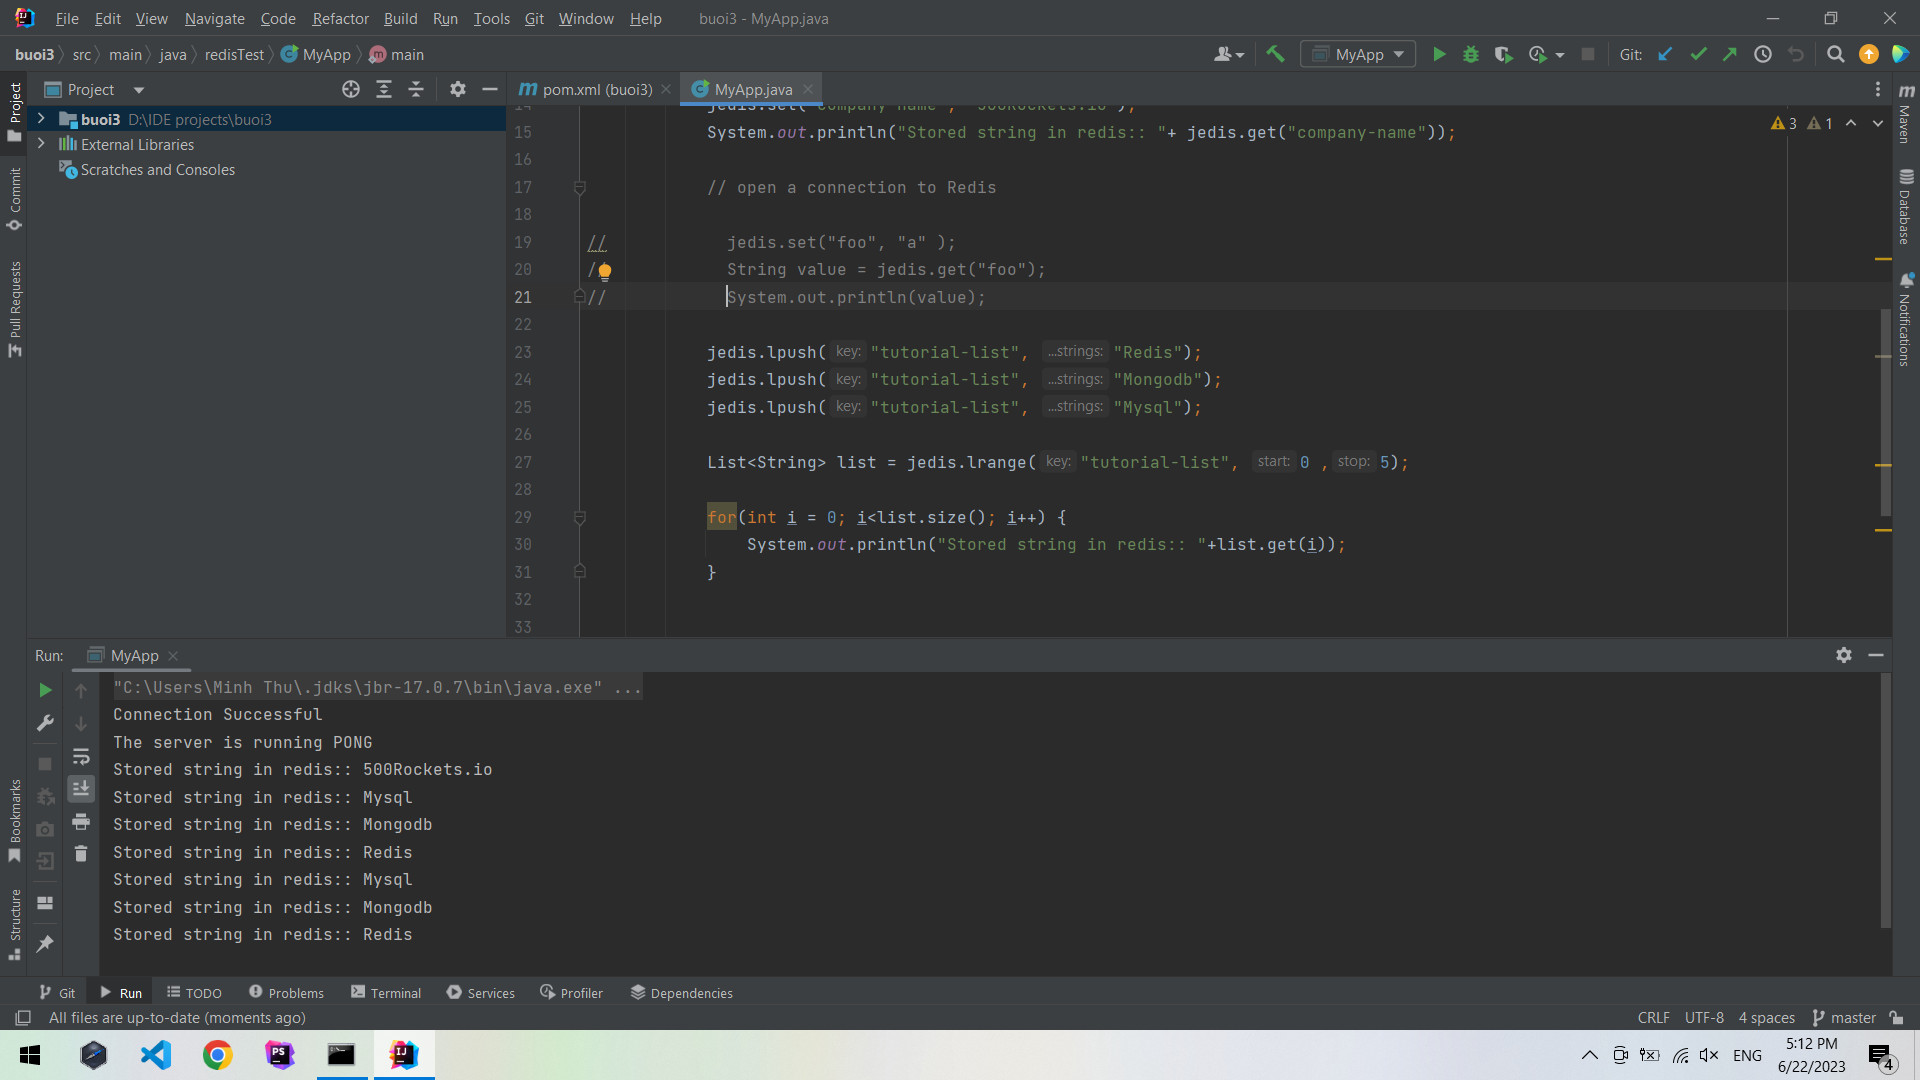 File Edit View Navigate Code Refactor Build Run Tools Git Window Help buoi3 - MyApp.java
buoi3 src main java redisTest MyApp main MyApp Git:
Project
pom.xml (buoi3) MyApp.java
buoi3 D:\IDE projects\buoi3
External Libraries
Scratches and Consoles
Project
Commit
Pull Requests
Bookmarks
Structure
Maven
Database
Notifications
3 1
14 jedis.set("company-name", "500Rockets.io");
15 System.out.println("Stored string in redis:: "+ jedis.get("company-name"));
16
17 // open a connection to Redis
18
19 // jedis.set("foo", "a" );
20 / String value = jedis.get("foo");
21 // System.out.println(value);
22
23 jedis.lpush( key: "tutorial-list", ...strings: "Redis");
24 jedis.lpush( key: "tutorial-list", ...strings: "Mongodb");
25 jedis.lpush( key: "tutorial-list", ...strings: "Mysql");
26
27 List<String> list = jedis.lrange( key: "tutorial-list", start: 0 , stop: 5);
28
29 for(int i = 0; i<list.size(); i++) {
30 System.out.println("Stored string in redis:: "+list.get(i));
31 }
32
33
Run: MyApp
"C:\Users\Minh Thu\.jdks\jbr-17.0.7\bin\java.exe" ...
Connection Successful
The server is running PONG
Stored string in redis:: 500Rockets.io
Stored string in redis:: Mysql
Stored string in redis:: Mongodb
Stored string in redis:: Redis
Stored string in redis:: Mysql
Stored string in redis:: Mongodb
Stored string in redis:: Redis
Git Run TODO Problems Terminal Services Profiler Dependencies
All files are up-to-date (moments ago) CRLF UTF-8 4 spaces master
ENG
5:12 PM
6/22/2023
4